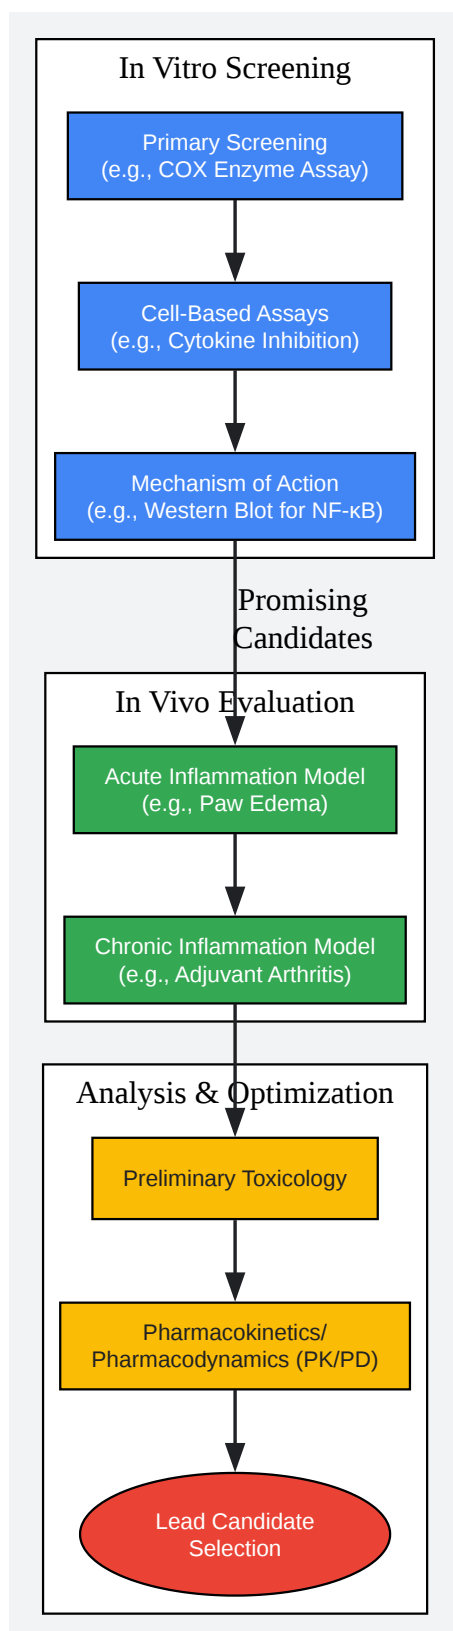 In Vitro Screening
Primary Screening
(e.g., COX Enzyme Assay)
Cell-Based Assays
(e.g., Cytokine Inhibition)
Mechanism of Action
(e.g., Western Blot for NF-κB)
Promising
Candidates
In Vivo Evaluation
Acute Inflammation Model
(e.g., Paw Edema)
Chronic Inflammation Model
(e.g., Adjuvant Arthritis)
Analysis & Optimization
Preliminary Toxicology
Pharmacokinetics/
Pharmacodynamics (PK/PD)
Lead Candidate
Selection